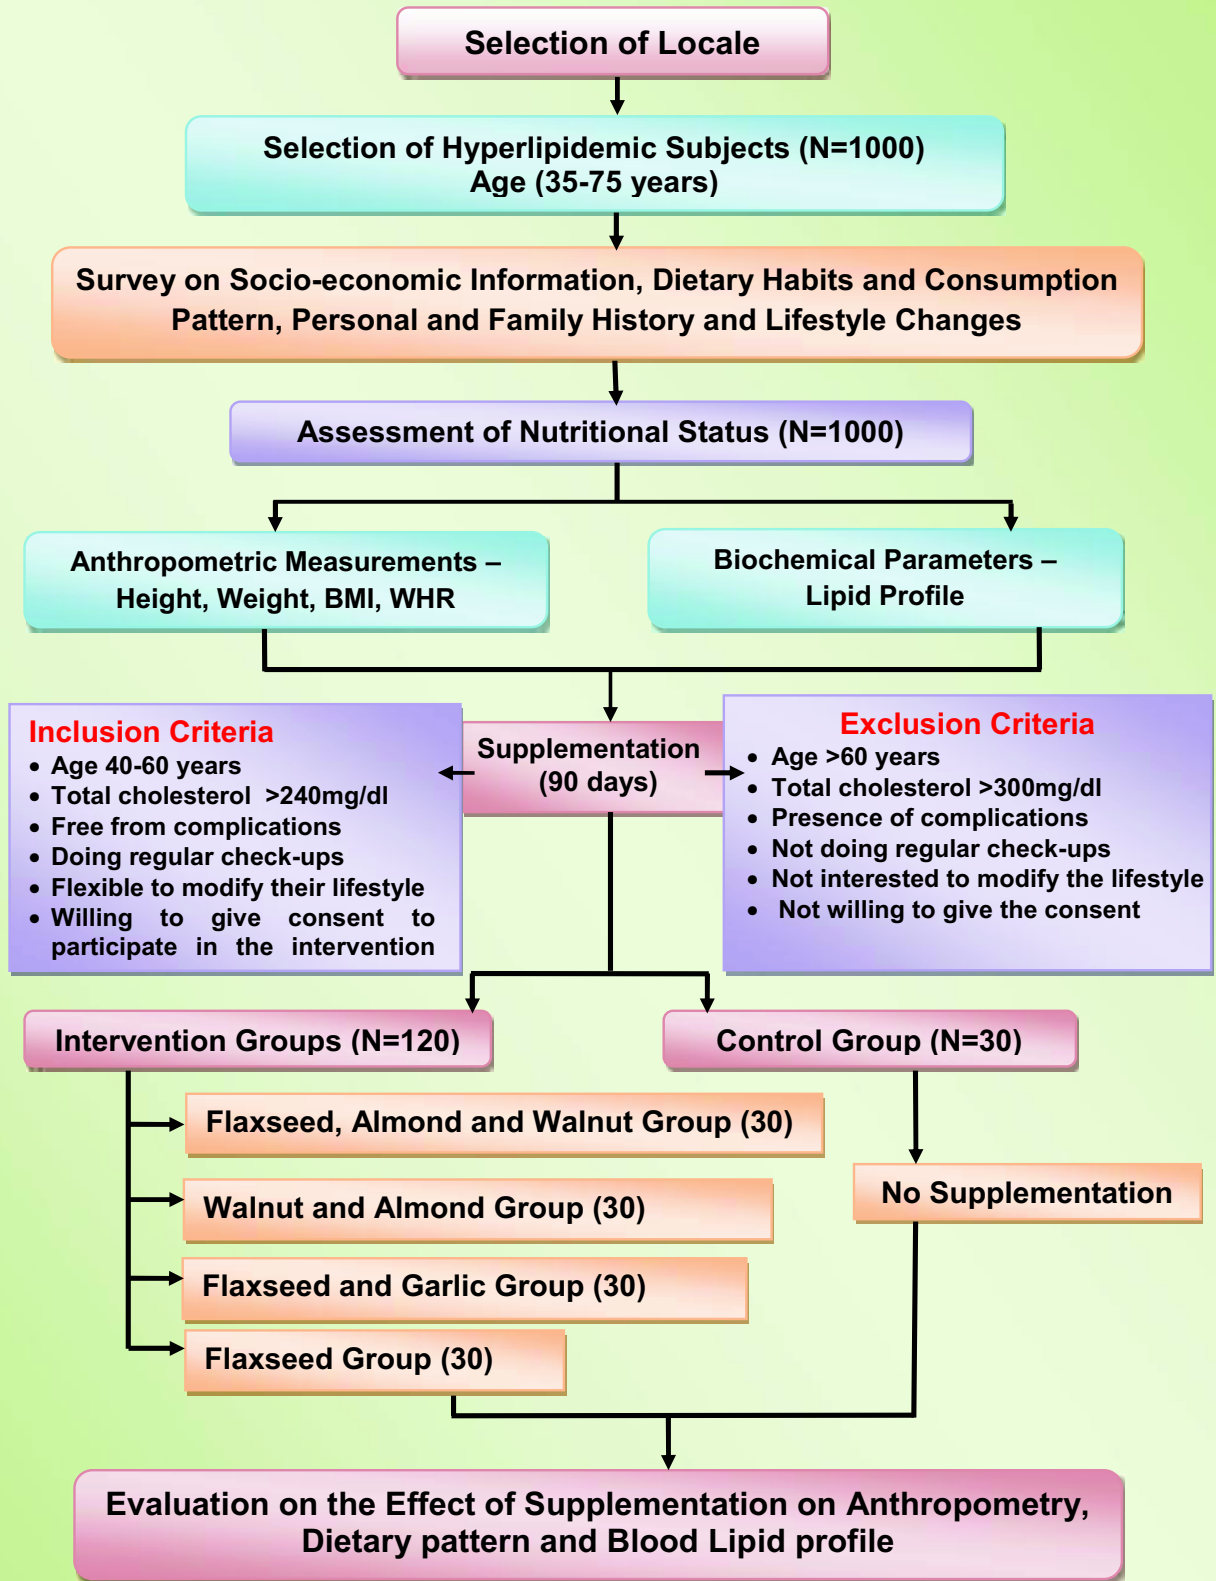 Selection of Locale
Selection of Hyperlipidemic Subjects (N=1000)
Age (35-75 years)
Survey on Socio-economic Information, Dietary Habits and Consumption
Pattern, Personal and Family History and Lifestyle Changes
Assessment of Nutritional Status (N=1000)
Anthropometric Measurements –
Height, Weight, BMI, WHR
Biochemical Parameters –
Lipid Profile
Inclusion Criteria
• Age 40-60 years
• Total cholesterol >240mg/dl
• Free from complications
• Doing regular check-ups
• Flexible to modify their lifestyle
• Willing to give consent to
participate in the intervention
Supplementation
(90 days)
Exclusion Criteria
• Age >60 years
• Total cholesterol >300mg/dl
• Presence of complications
• Not doing regular check-ups
• Not interested to modify the lifestyle
• Not willing to give the consent
Intervention Groups (N=120)
Control Group (N=30)
Flaxseed, Almond and Walnut Group (30)
Walnut and Almond Group (30)
Flaxseed and Garlic Group (30)
Flaxseed Group (30)
No Supplementation
Evaluation on the Effect of Supplementation on Anthropometry,
Dietary pattern and Blood Lipid profile